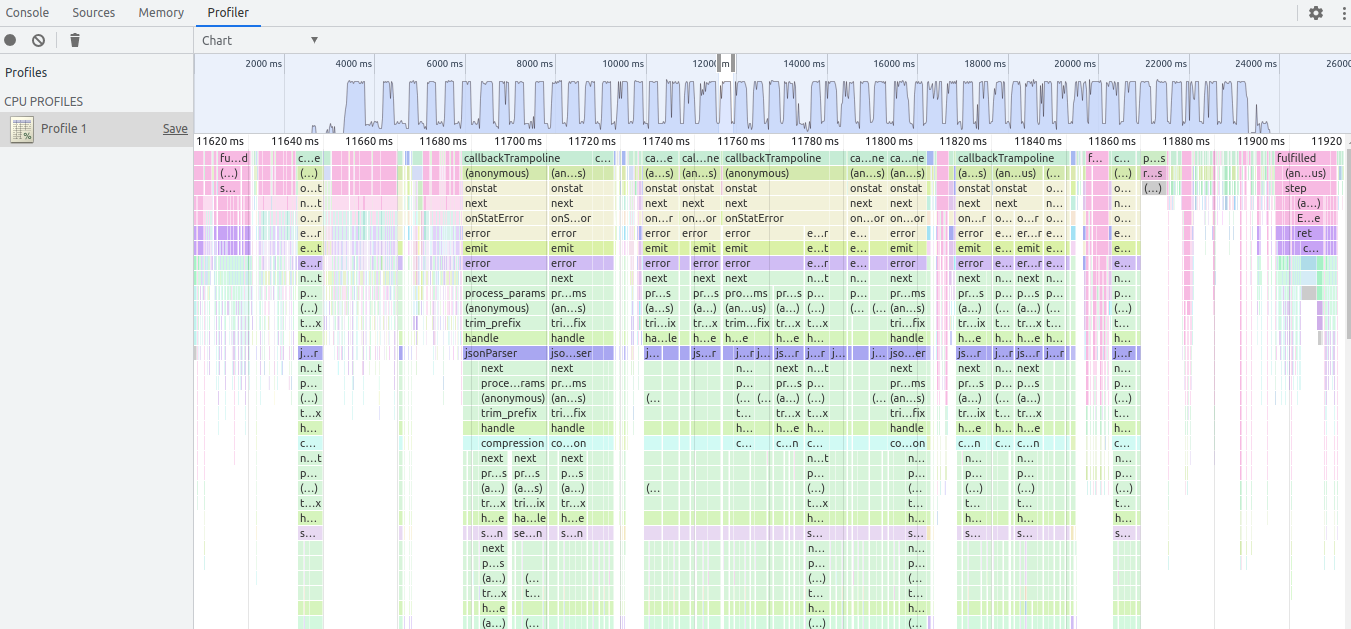 Console Sources Memory Profiler
Chart ▼
Profiles
CPU PROFILES
Profile 1 Save
2000 ms 4000 ms 6000 ms 8000 ms 10000 ms 14000 ms 16000 ms 18000 ms 20000 ms 22000 ms 24000 ms
11620 ms 11640 ms 11660 ms 11680 ms 11700 ms 11720 ms 11740 ms 11760 ms 11780 ms 11800 ms 11820 ms 11840 ms 11860 ms 11880 ms 11900 ms 11920
fu…d c…e callbackTrampoline c… ca…e cal…ne callbackTrampoline ca…ne ca…ne callbackTrampoline f… c… p…s fulfilled
(…) (…) (anonymous) (an…s) (an…s) (an…s) (anonymous) (an…s) (an…s) (a…s) (an…us) (… (…) r…s (an…us)
s… o…t onstat onstat onstat onstat onstat onstat onstat onstat onstat o… o… (…) step
n…t next next next next next next next next next n… n… (a…)
o…r onStatError onS…or on…r on…or onStatError on…or on…or on…r o…r o…r o… o… E…e
e…r error error error error error e…r e… error error e… e…r e… e… ret
e…t emit emit emit emit emit e…t e… emit emit e… emit e… e… c…
e…r error error error error error e…r e… error error e… er…r e… e…
n…t next next next next next next next next next n… next n… n…
p… process_params pr…ms pr…s pr…s pro…ms pr…s p… p… pr…ms pr…s p…s pr…s p… p…
(…) (anonymous) (an…s) (a…s) (a…) (an…us) (a…) (…) (… (… (an…s) (a…s) (…) (a…s) (… (…)
t…x trim_prefix tri…fix tri…ix tr…x trim…fix tr…x t…x tri…fix tri…ix t…x tr…x t… t…
h… handle handle ha…le h…e h…e h…e h… handle handle h… h…e h… h…
j…r jsonParser jso…ser j… js…r j…r j… js…r j…r j… j… jso…er js…r j…r js…r j…r j…r
n…t next next n… next next next next next n…
p… proce…rams pr…ms p… pr…s p… pr…ms pr…s p…s pr…s p…
(…) (anonymous) (an…s) (… (… (… (a…) (…) (… (an…s) (a…s) (…) (a…s) (…)
t…x trim_prefix tri…fix t… tr…x t…x tri…fix tr…ix t…x tr…x t…
h… handle handle h… h…e h… handle h…e h… h…e h…
c… compression co…on c… c…n c… co…on c…n c… c…n c…
n…t next next next n…t n… next n… n…
p… pr…s pr…s p…s p… p… p… p… p…
(…) (a…) (a…s) (a…) (… (…) (…) (…) (…) (…)
t…x tr…x tri…ix tr…x t…x t… t… t… t…
h… h…e ha…le h…e h… h… h… h… h…
s… s…n se…n s…n s… s… s… s… s…
next n… n…
p…s p… p…
(a…) (… (…) (…)
tr…x t… t… t…
h…e h… h…
(a…) (… (…) (…)